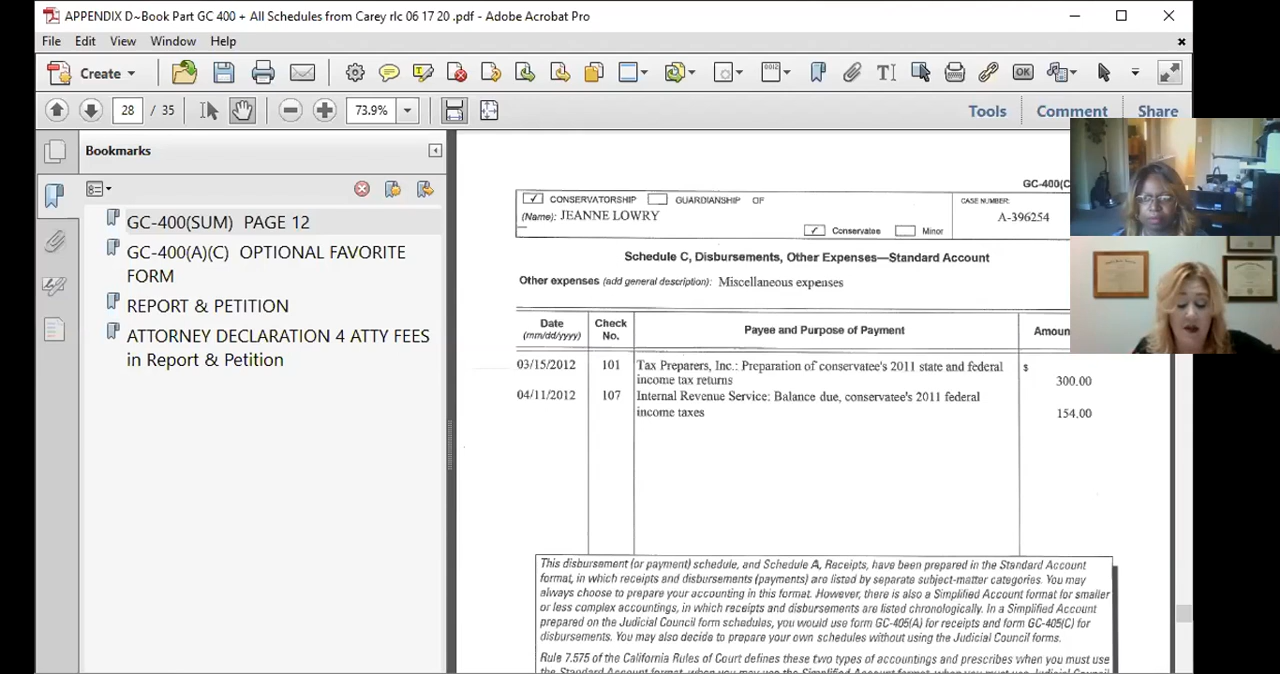 APPENDIX D~Book Part GC 400 + All Schedules from Carey rlc 06 17 20 .pdf - Adobe Acrobat Pro
File Edit View Window Help
Create
OK
28 / 35
73.9%
Tools Comment Share
Bookmarks
GC-400(SUM) PAGE 12
GC-400(A)(C) OPTIONAL FAVORITE
FORM
REPORT & PETITION
ATTORNEY DECLARATION 4 ATTY FEES
in Report & Petition
GC-400(C
CONSERVATORSHIP GUARDIANSHIP OF
(Name): JEANNE LOWRY
Conservatee Minor
CASE NUMBER:
A-396254
Schedule C, Disbursements, Other Expenses—Standard Account
Other expenses (add general description): Miscellaneous expenses
Date
(mm/dd/yyyy)
Check
No.
Payee and Purpose of Payment
Amoun
03/15/2012 101 Tax Preparers, Inc.: Preparation of conservatee's 2011 state and federal $
income tax returns 300.00
04/11/2012 107 Internal Revenue Service: Balance due, conservatee's 2011 federal
income taxes 154.00
This disbursement (or payment) schedule, and Schedule A, Receipts, have been prepared in the Standard Account
format, in which receipts and disbursements (payments) are listed by separate subject-matter categories. You may
always choose to prepare your accounting in this format. However, there is also a Simplified Account format for smaller
or less complex accountings, in which receipts and disbursements are listed chronologically. In a Simplified Account
prepared on the Judicial Council form schedules, you would use form GC-405(A) for receipts and form GC-405(C) for
disbursements. You may also decide to prepare your own schedules without using the Judicial Council forms.
Rule 7.575 of the California Rules of Court defines these two types of accountings and prescribes when you must use